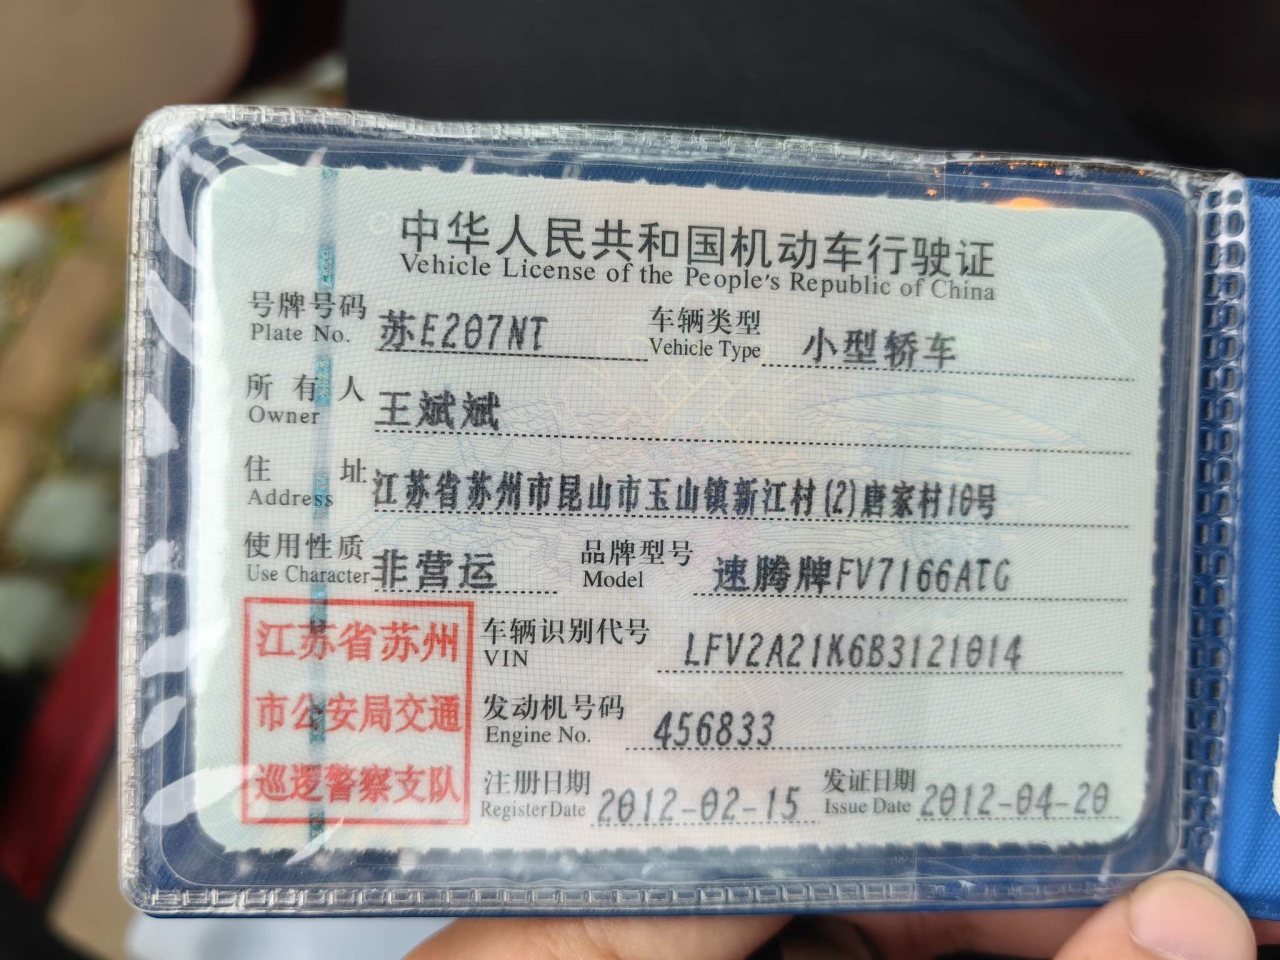 中华人民共和国机动车行驶证
Vehicle License of the People's Republic of China
号牌号码 苏E207NT 车辆类型 小型轿车
Plate No. Vehicle Type
所有人 王斌斌
Owner
住址 江苏省苏州市昆山市玉山镇新江村(2)唐家村10号
Address
使用性质 非营运 品牌型号 速腾牌FV7166ATG
Use Character Model
江苏省苏州
市公安局交通
巡逻警察支队
车辆识别代号 LFV2A21K6B3121014
VIN
发动机号码 456833
Engine No.
注册日期 2012-02-15 发证日期 2012-04-20
Register Date Issue Date